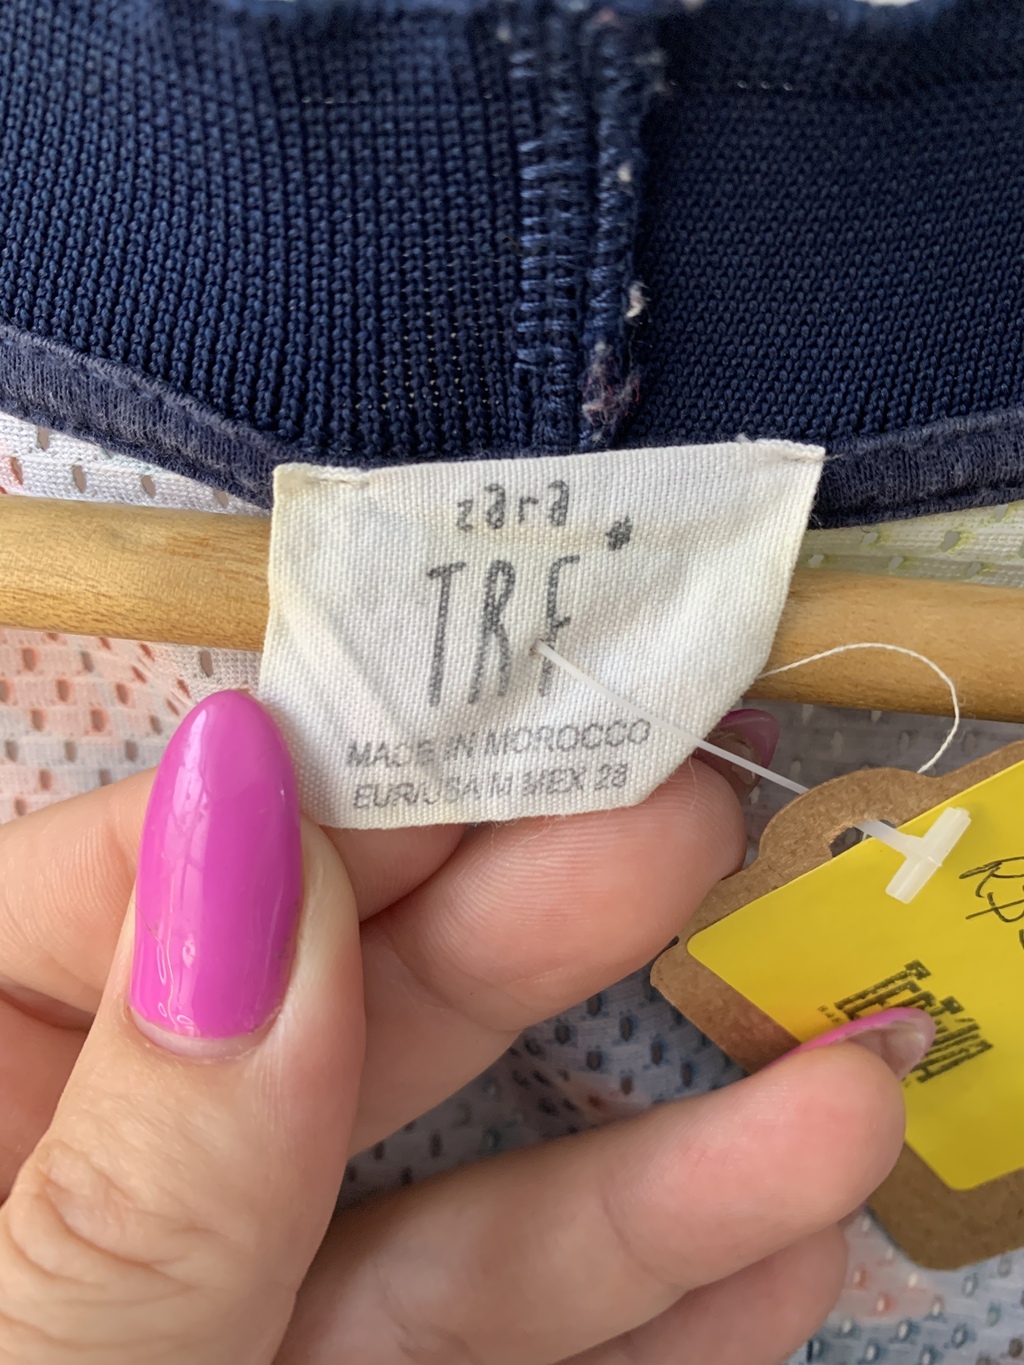 zara
TRF
MADE IN MOROCCO
EUR/USA M MEX 28
R$